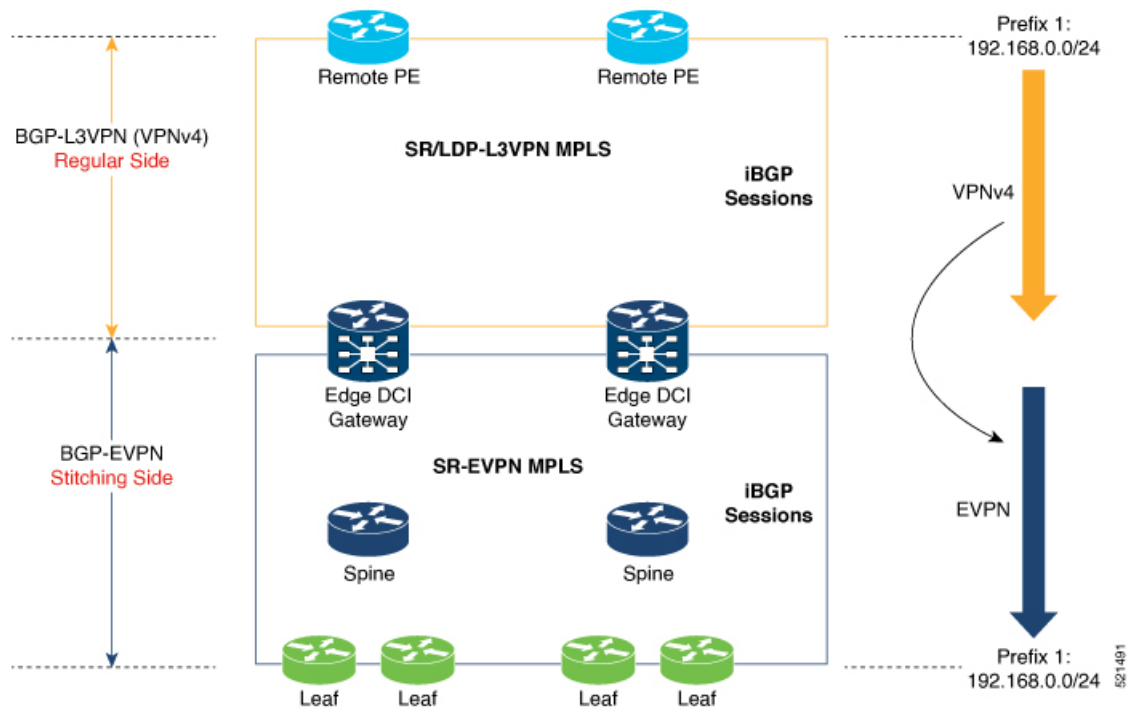 Prefix 1:
192.168.0.0/24
Remote PE
Remote PE
BGP-L3VPN (VPNv4)
Regular Side
SR/LDP-L3VPN MPLS
iBGP
Sessions
VPNv4
Edge DCI
Gateway
Edge DCI
Gateway
BGP-EVPN
Stitching Side
SR-EVPN MPLS
iBGP
Sessions
EVPN
Spine
Spine
Leaf
Leaf
Leaf
Leaf
Prefix 1:
192.168.0.0/24
521491